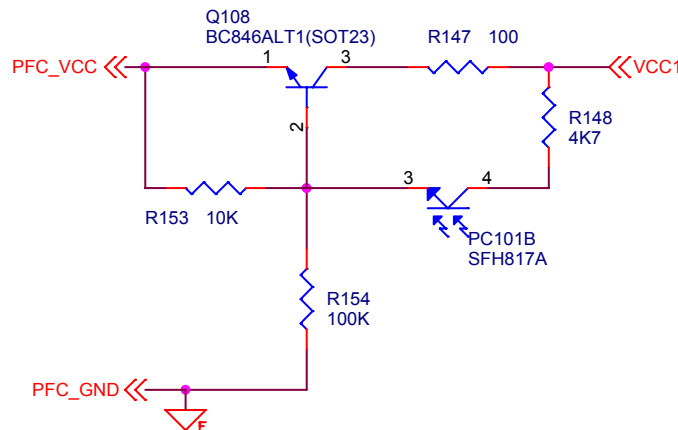 Q108
BC846ALT1(SOT23)
PFC_VCC
1
3
R147 100
VCC1
2
R148
4K7
3
4
R153 10K
PC101B
SFH817A
R154
100K
PFC_GND
F